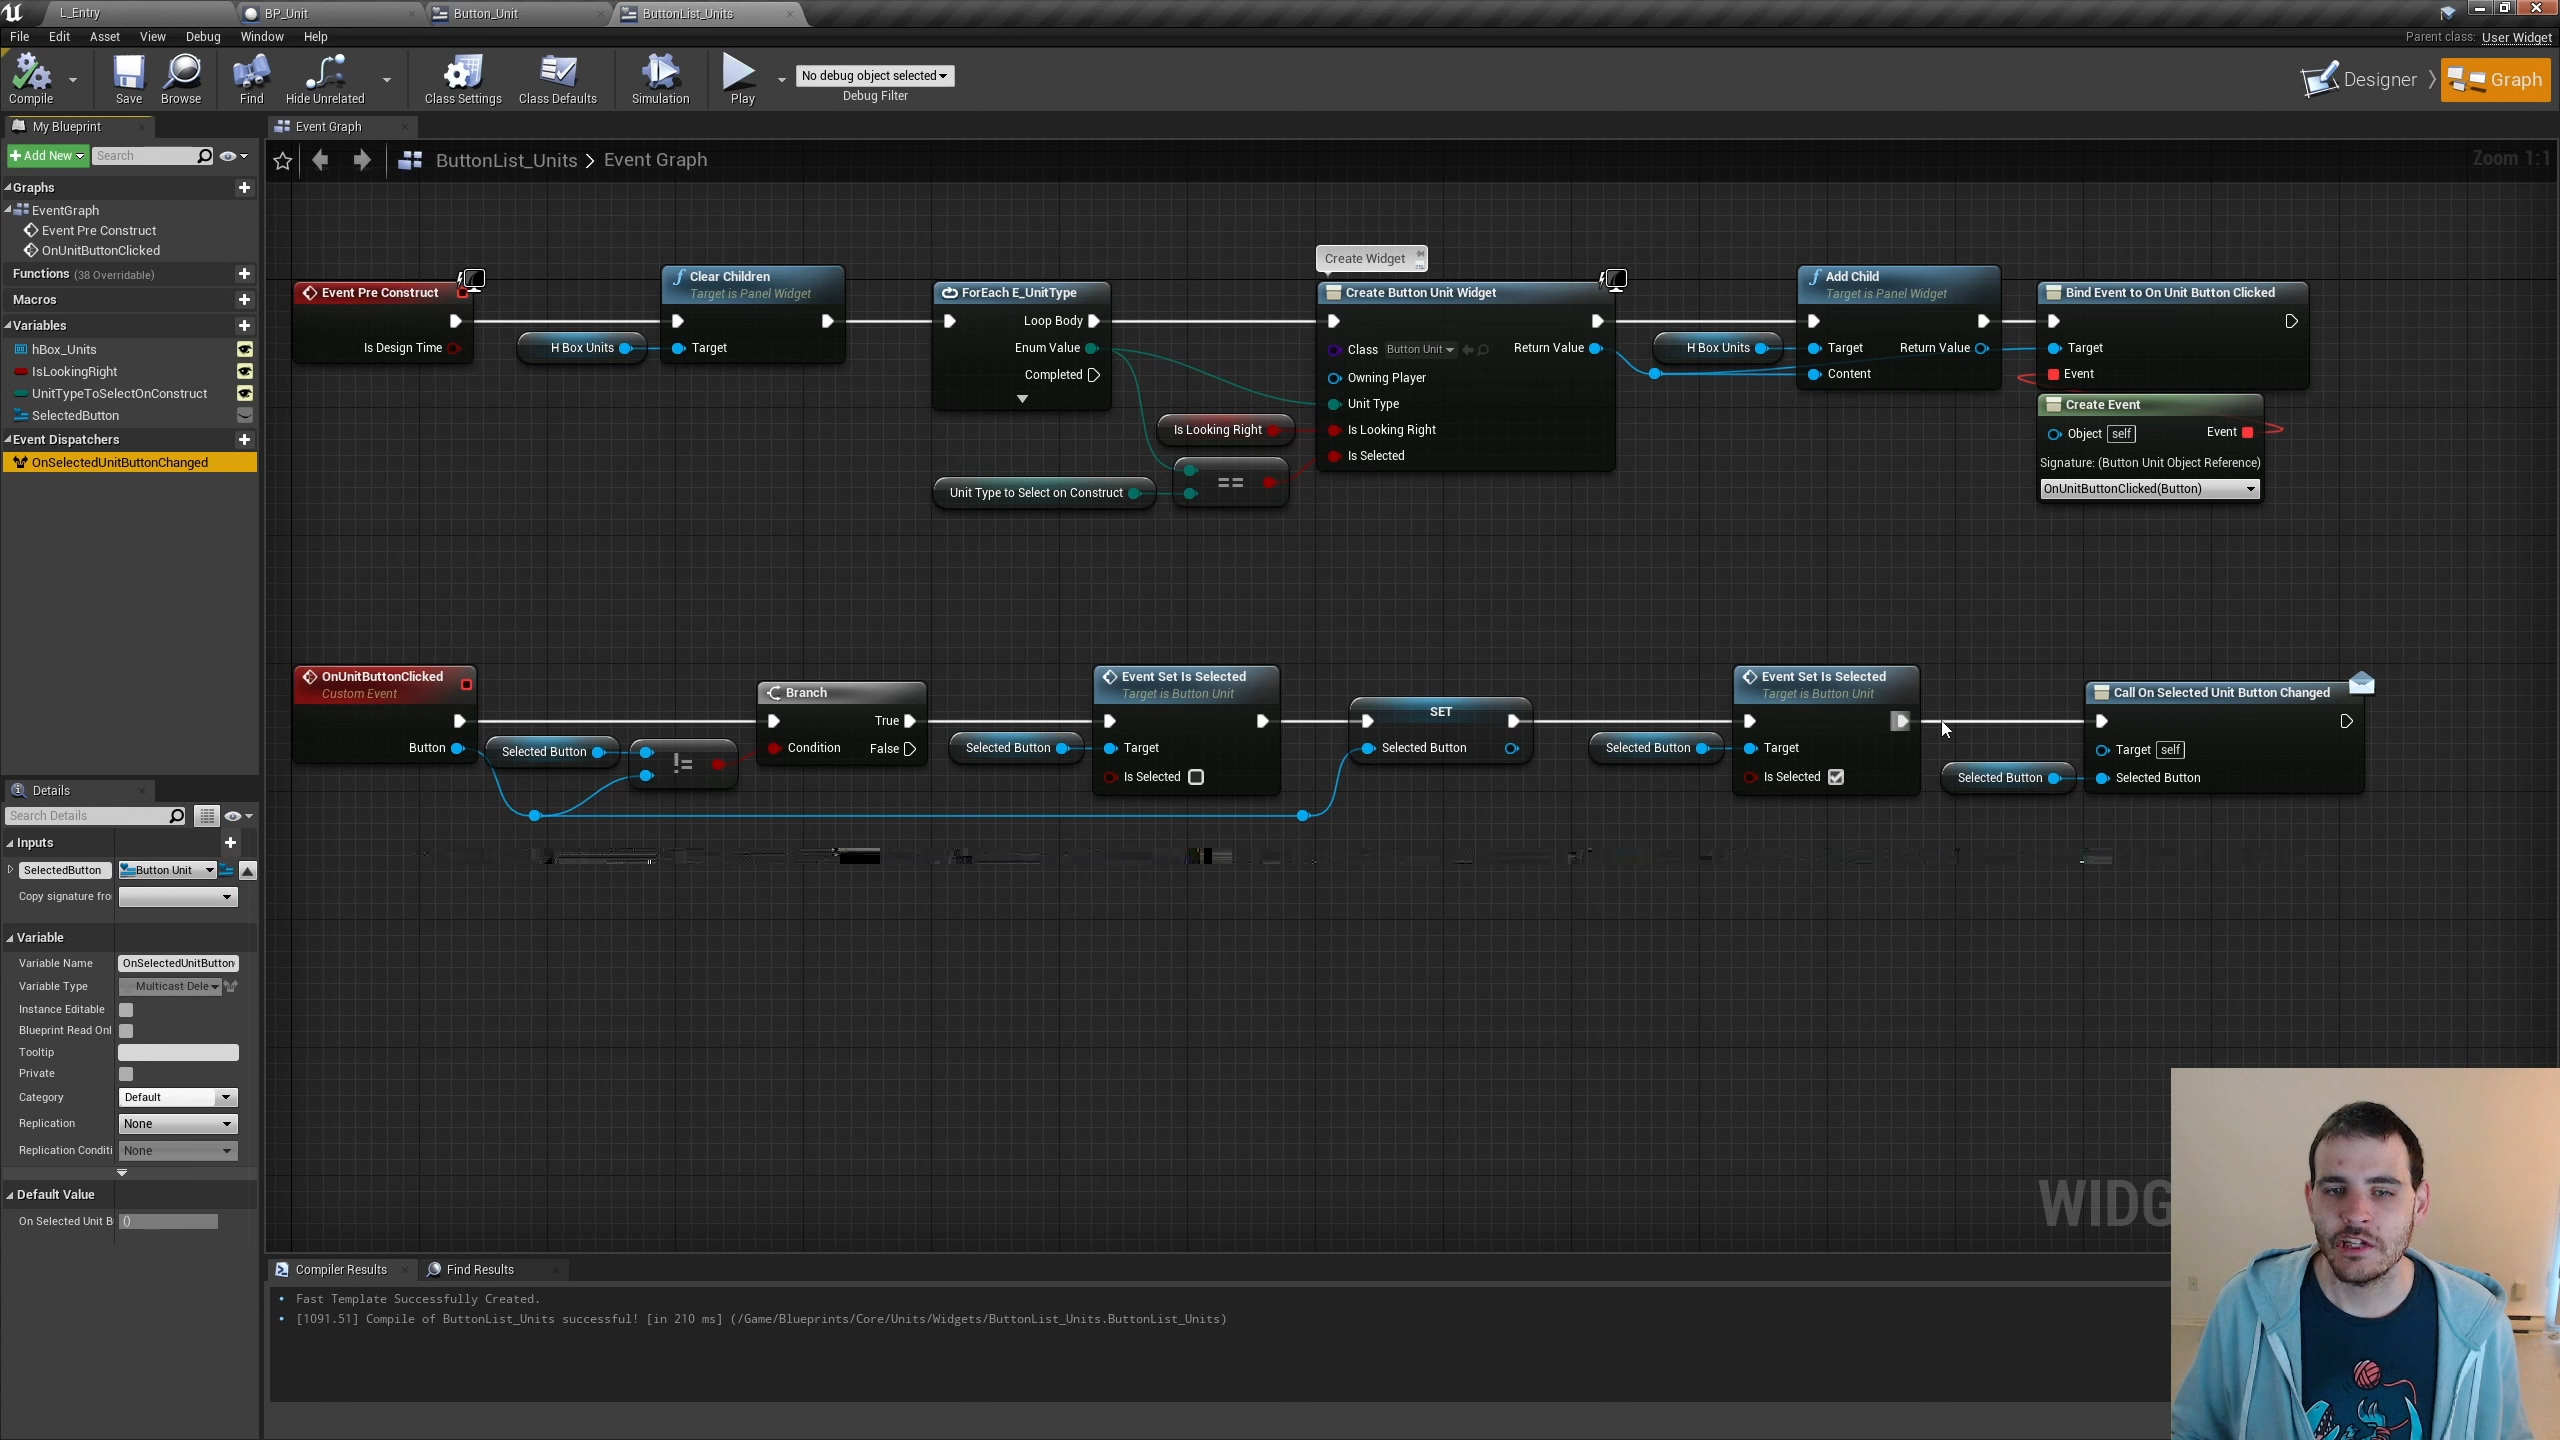 L_Entry
BP_Unit
Button_Unit
ButtonList_Units
File Edit Asset View Debug Window Help
Parent class: User Widget
Compile
Save
Browse
Find
Hide Unrelated
Class Settings
Class Defaults
Simulation
Play
No debug object selected
Debug Filter
Designer
Graph
My Blueprint
Event Graph
Add New
Search
ButtonList_Units > Event Graph
Zoom 1:1
Graphs
EventGraph
Event Pre Construct
OnUnitButtonClicked
Functions (38 Overridable)
Macros
Variables
hBox_Units
IsLookingRight
UnitTypeToSelectOnConstruct
SelectedButton
Event Dispatchers
OnSelectedUnitButtonChanged
Event Pre Construct
Is Design Time
H Box Units
Clear Children
Target is Panel Widget
Target
ForEach E_UnitType
Loop Body
Enum Value
Completed
Is Looking Right
Unit Type to Select on Construct
==
Create Widget
Create Button Unit Widget
Class Button Unit
Return Value
Owning Player
Unit Type
Is Looking Right
Is Selected
H Box Units
Add Child
Target is Panel Widget
Target
Return Value
Content
Bind Event to On Unit Button Clicked
Target
Event
Create Event
Object self
Event
Signature: (Button Unit Object Reference)
OnUnitButtonClicked(Button)
OnUnitButtonClicked
Custom Event
Button
Selected Button
!=
Branch
True
Condition
False
Selected Button
Event Set Is Selected
Target is Button Unit
Target
Is Selected
SET
Selected Button
Selected Button
Event Set Is Selected
Target is Button Unit
Target
Is Selected
Selected Button
Call On Selected Unit Button Changed
Target self
Selected Button
Details
Search Details
Inputs
SelectedButton
Button Unit
Copy signature fro
Variable
Variable Name
OnSelectedUnitButton
Variable Type
Multicast Dele
Instance Editable
Blueprint Read Onl
Tooltip
Private
Category
Default
Replication
None
Replication Conditi
None
Default Value
On Selected Unit B
()
WIDG
Compiler Results
Find Results
Fast Template Successfully Created.
[1091.51] Compile of ButtonList_Units successful! [in 210 ms] (/Game/Blueprints/Core/Units/Widgets/ButtonList_Units.ButtonList_Units)